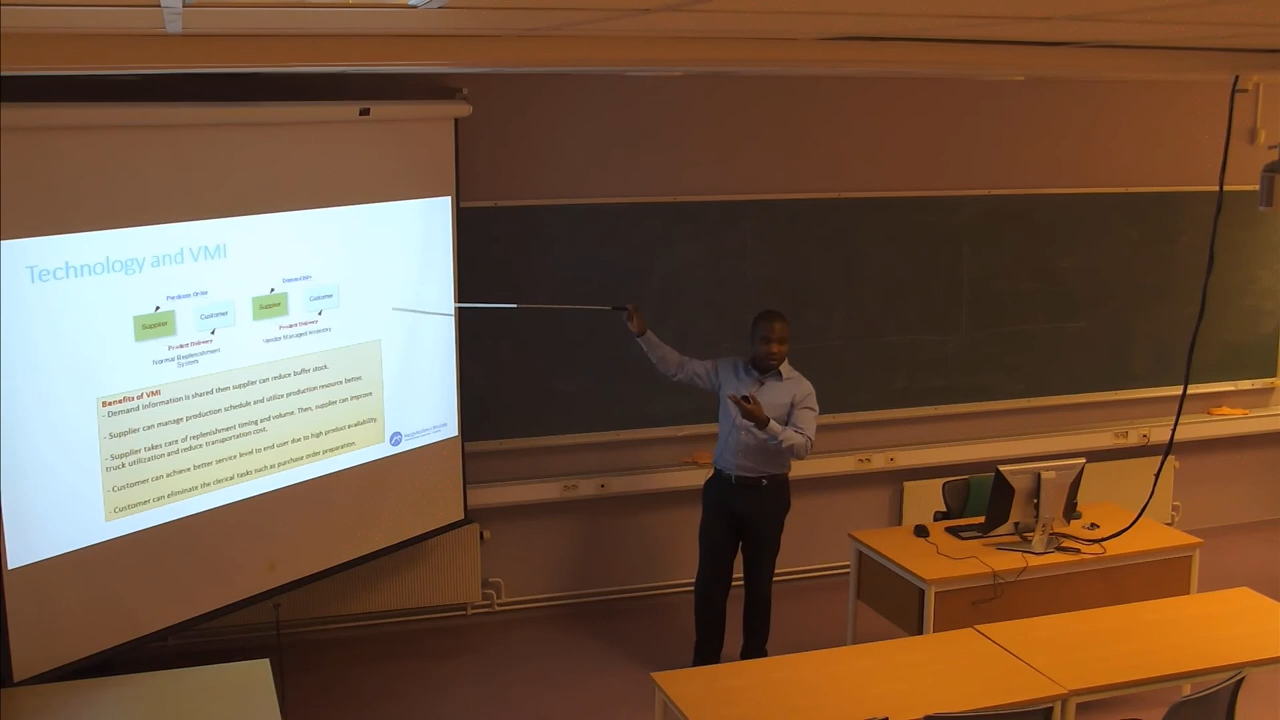 Technology and VMI
Purchase Order
Demand Info
Supplier
Customer
Supplier
Customer
Product Delivery
Product Delivery
Normal Replenishment
System
Vendor Managed Inventory
Benefits of VMI
- Demand information is shared then supplier can reduce buffer stock.
- Supplier can manage production schedule and utilize production resource better.
- Supplier takes care of replenishment timing and volume. Then, supplier can improve
truck utilization and reduce transportation cost.
- Customer can achieve better service level to end user due to high product availability.
- Customer can eliminate the clerical tasks such as purchase order preparation.